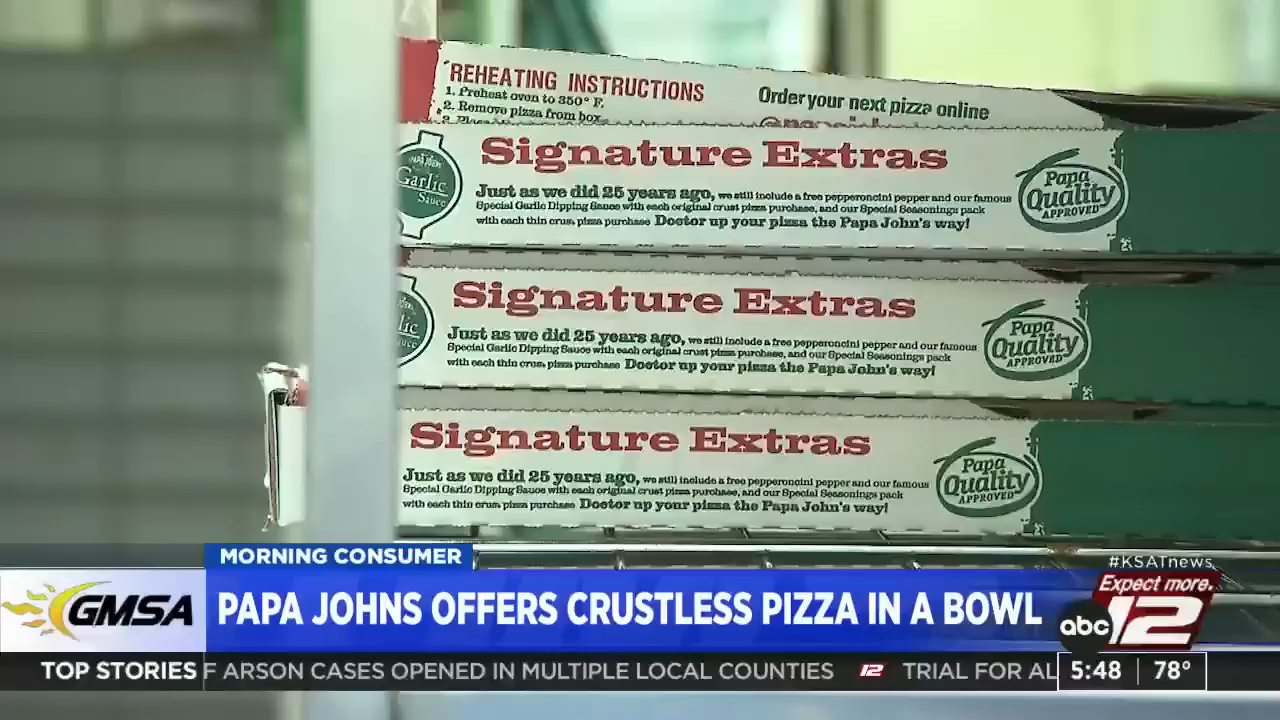 REHEATING INSTRUCTIONS
1. Preheat oven to 350° F.
2. Remove pizza from box
Order your next pizza online
Signature Extras
Just as we did 25 years ago, we still include a free pepperoncini pepper and our famous
Special Garlic Dipping Sauce with each original crust pizza purchase, and our Special Seasonings pack
with each thin crust pizza purchase Doctor up your pizza the Papa John's way!
Garlic
Sauce
Papa
Quality
APPROVED
Signature Extras
Just as we did 25 years ago, we still include a free pepperoncini pepper and our famous
Special Garlic Dipping Sauce with each original crust pizza purchase, and our Special Seasonings pack
with each thin crust pizza purchase Doctor up your pizza the Papa John's way!
Papa
Quality
APPROVED
Signature Extras
Just as we did 25 years ago, we still include a free pepperoncini pepper and our famous
Special Garlic Dipping Sauce with each original crust pizza purchase, and our Special Seasonings pack
with each thin crust pizza purchase Doctor up your pizza the Papa John's way!
Papa
Quality
APPROVED
MORNING CONSUMER
#KSATnews
GMSA
PAPA JOHNS OFFERS CRUSTLESS PIZZA IN A BOWL
Expect more.
abc 12
TOP STORIES F ARSON CASES OPENED IN MULTIPLE LOCAL COUNTIES 12 TRIAL FOR AL
5:48 78°